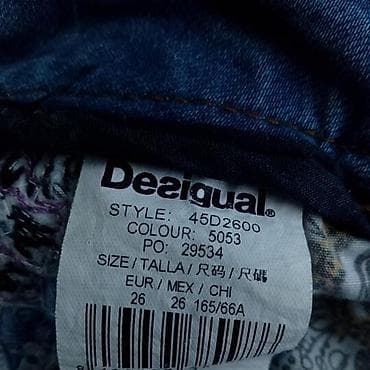 Desigual®
STYLE: 45D2600
COLOUR: 5053
PO: 29534
SIZE / TALLA / 尺码 / 尺碼
EUR / MEX / CHI
26 26 165/66A
8